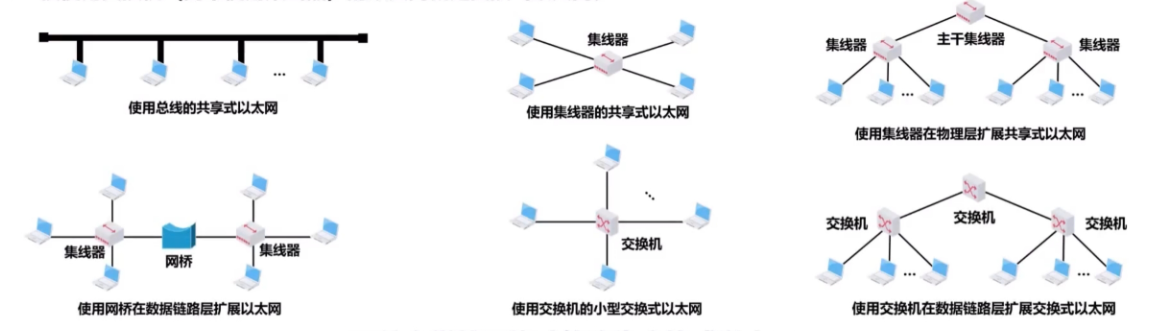 ...
使用总线的共享式以太网
集线器
使用集线器的共享式以太网
主干集线器
集线器
集线器
...
...
使用集线器在物理层扩展共享式以太网
集线器
网桥
集线器
使用网桥在数据链路层扩展以太网
...
交换机
使用交换机的小型交换式以太网
交换机
交换机
交换机
...
...
使用交换机在数据链路层扩展交换式以太网